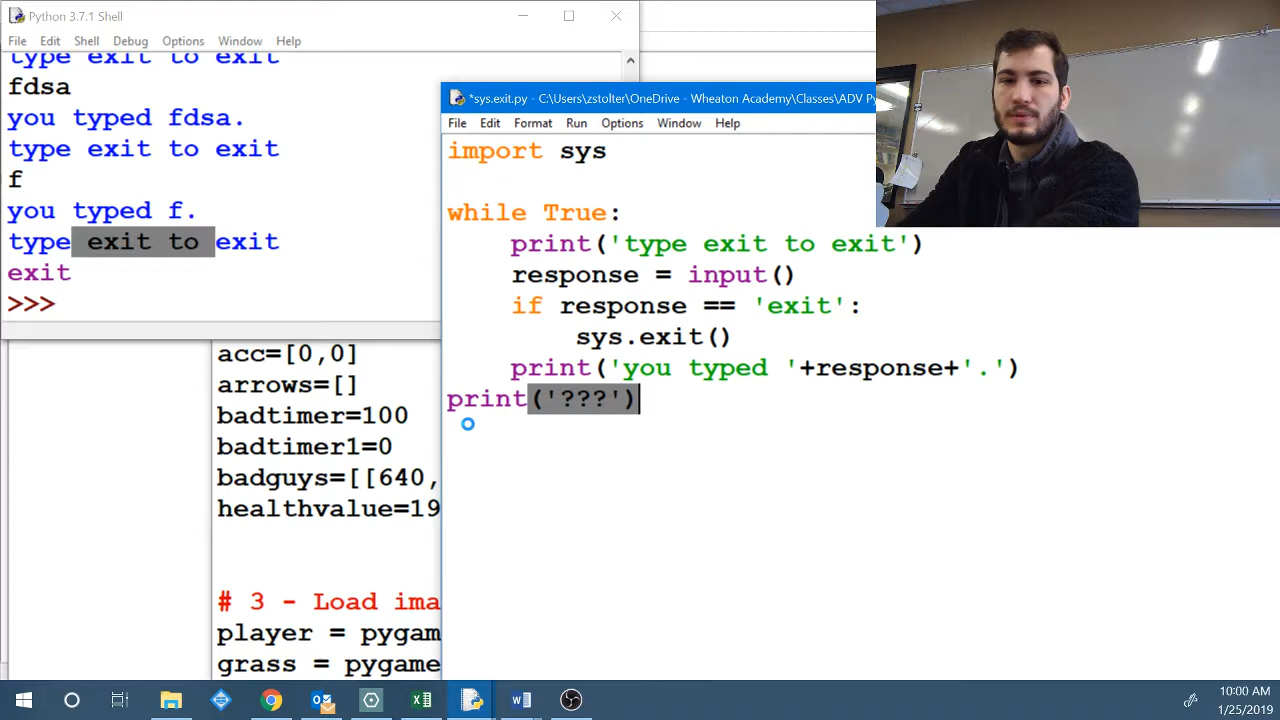 Python 3.7.1 Shell
File Edit Shell Debug Options Window Help
type exit to exit
fdsa
you typed fdsa.
type exit to exit
f
you typed f.
type exit to exit
exit
>>>
*sys.exit.py - C:\Users\zstolter\OneDrive - Wheaton Academy\Classes\ADV Py
File Edit Format Run Options Window Help
import sys
while True:
print('type exit to exit')
response = input()
if response == 'exit':
sys.exit()
print('you typed '+response+'.')
print('???')
acc=[0,0]
arrows=[]
badtimer=100
badtimer1=0
badguys=[[640,
healthvalue=19
# 3 - Load ima
player = pygam
grass = pygame
10:00 AM
1/25/2019